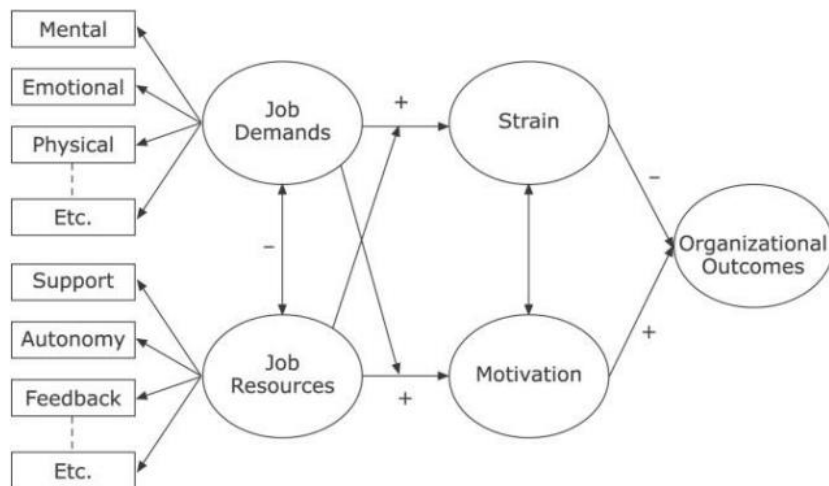 Mental
Emotional
Physical
Etc.
Support
Autonomy
Feedback
Etc.
Job
Demands
+
Strain
−
−
Organizational
Outcomes
Job
Resources
+
Motivation
+